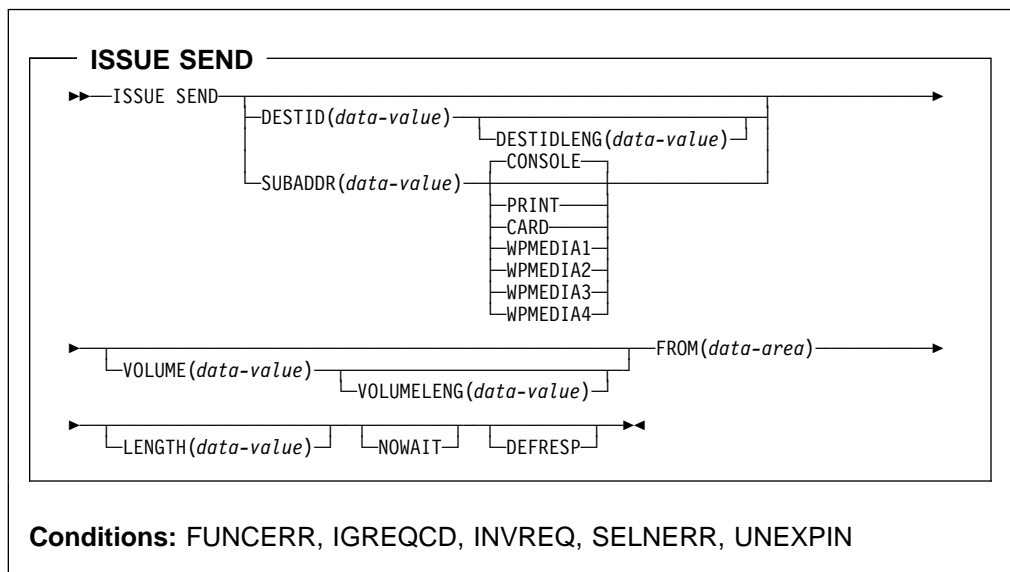 ISSUE SEND
ISSUE SEND
DESTID(data-value)
DESTIDLENG(data-value)
CONSOLE
SUBADDR(data-value)
PRINT
CARD
WPMEDIA1
WPMEDIA2
WPMEDIA3
WPMEDIA4
FROM(data-area)
VOLUME(data-value)
VOLUMELENG(data-value)
LENGTH(data-value) NOWAIT DEFRESP
Conditions: FUNCERR, IGREQCD, INVREQ, SELNERR, UNEXPIN